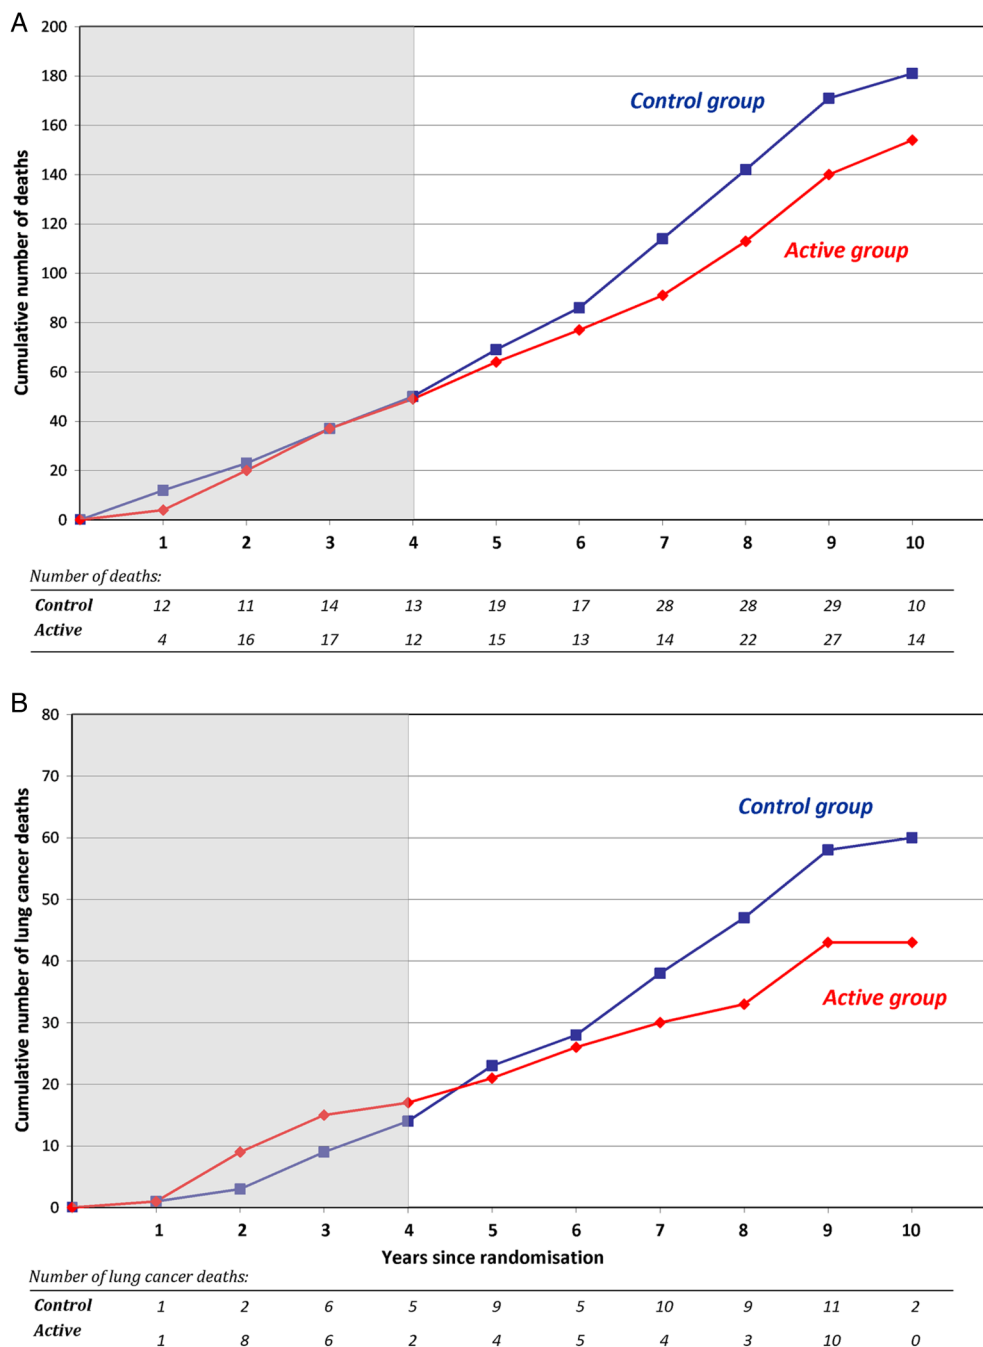 A
200
180
Control group
160
140
120
Active group
100
80
60
40
20
0
Cumulative number of deaths
1 2 3 4 5 6 7 8 9 10
Number of deaths:
Control 12 11 14 13 19 17 28 28 29 10
Active 4 16 17 12 15 13 14 22 27 14
B
80
70
Control group
60
50
40
Active group
30
20
10
0
Cumulative number of lung cancer deaths
1 2 3 4 5 6 7 8 9 10
Years since randomisation
Number of lung cancer deaths:
Control 1 2 6 5 9 5 10 9 11 2
Active 1 8 6 2 4 5 4 3 10 0